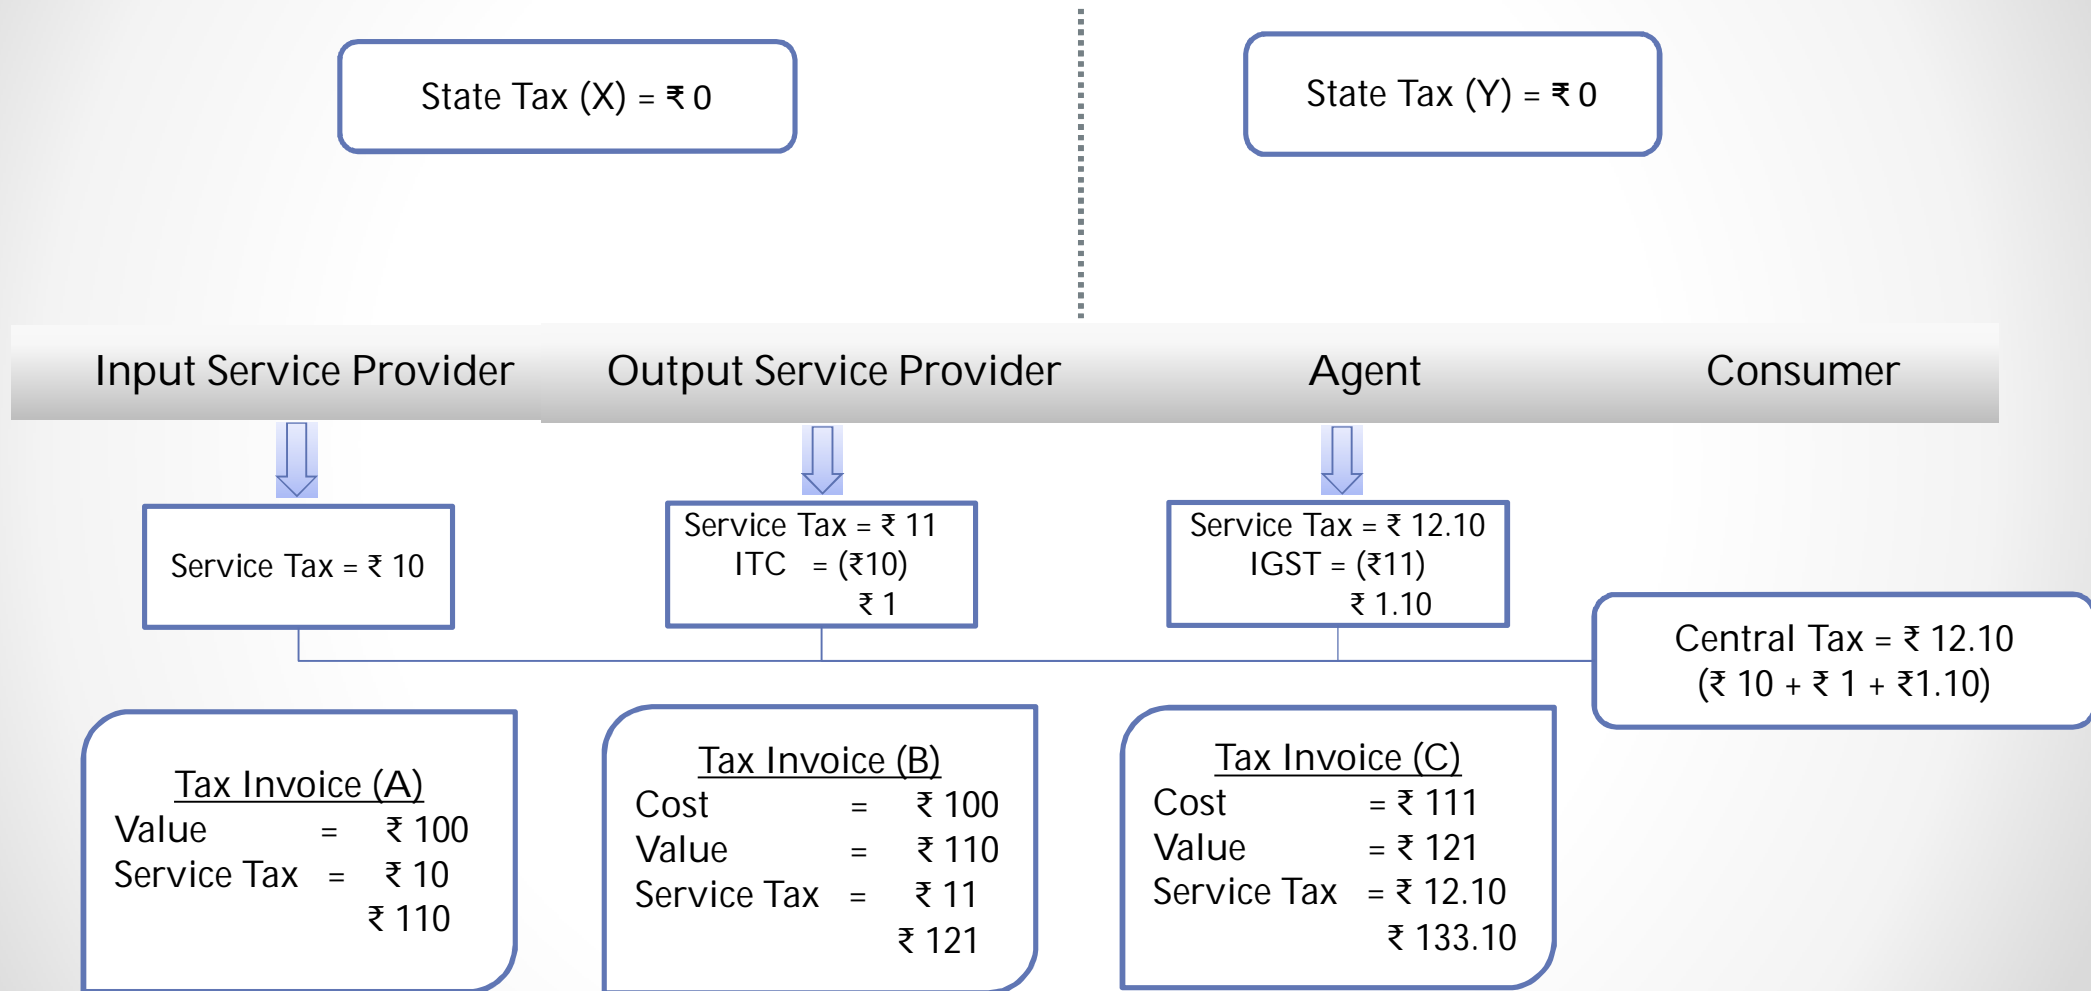 State Tax (X) = ₹ 0
State Tax (Y) = ₹ 0
Input Service Provider
Output Service Provider
Agent
Consumer
Service Tax = ₹ 10
Service Tax = ₹ 11
ITC = (₹10)
₹ 1
Service Tax = ₹ 12.10
IGST = (₹11)
₹ 1.10
Central Tax = ₹ 12.10
(₹ 10 + ₹ 1 + ₹1.10)
Tax Invoice (A)
Value = ₹ 100
Service Tax = ₹ 10
₹ 110
Tax Invoice (B)
Cost = ₹ 100
Value = ₹ 110
Service Tax = ₹ 11
₹ 121
Tax Invoice (C)
Cost = ₹ 111
Value = ₹ 121
Service Tax = ₹ 12.10
₹ 133.10